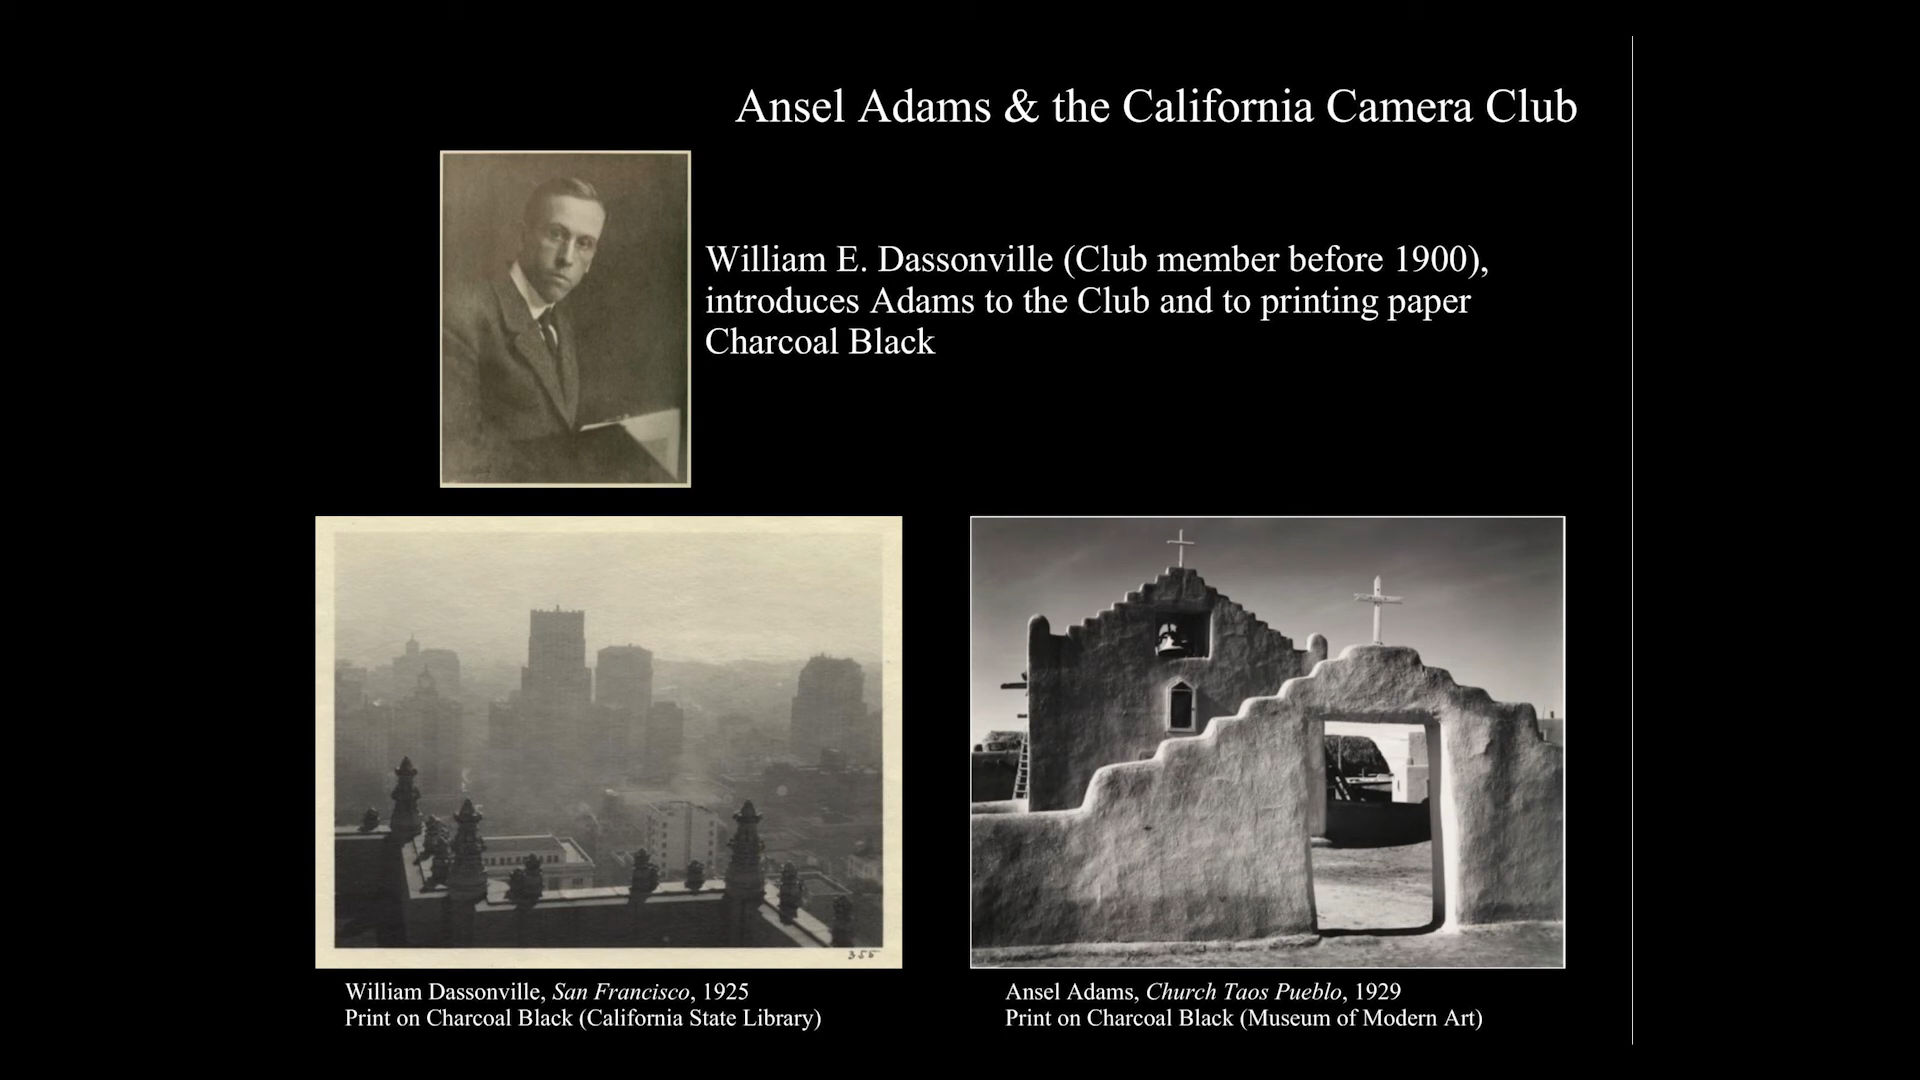 Ansel Adams & the California Camera Club
William E. Dassonville (Club member before 1900),
introduces Adams to the Club and to printing paper
Charcoal Black
355
William Dassonville, San Francisco, 1925
Print on Charcoal Black (California State Library)
Ansel Adams, Church Taos Pueblo, 1929
Print on Charcoal Black (Museum of Modern Art)